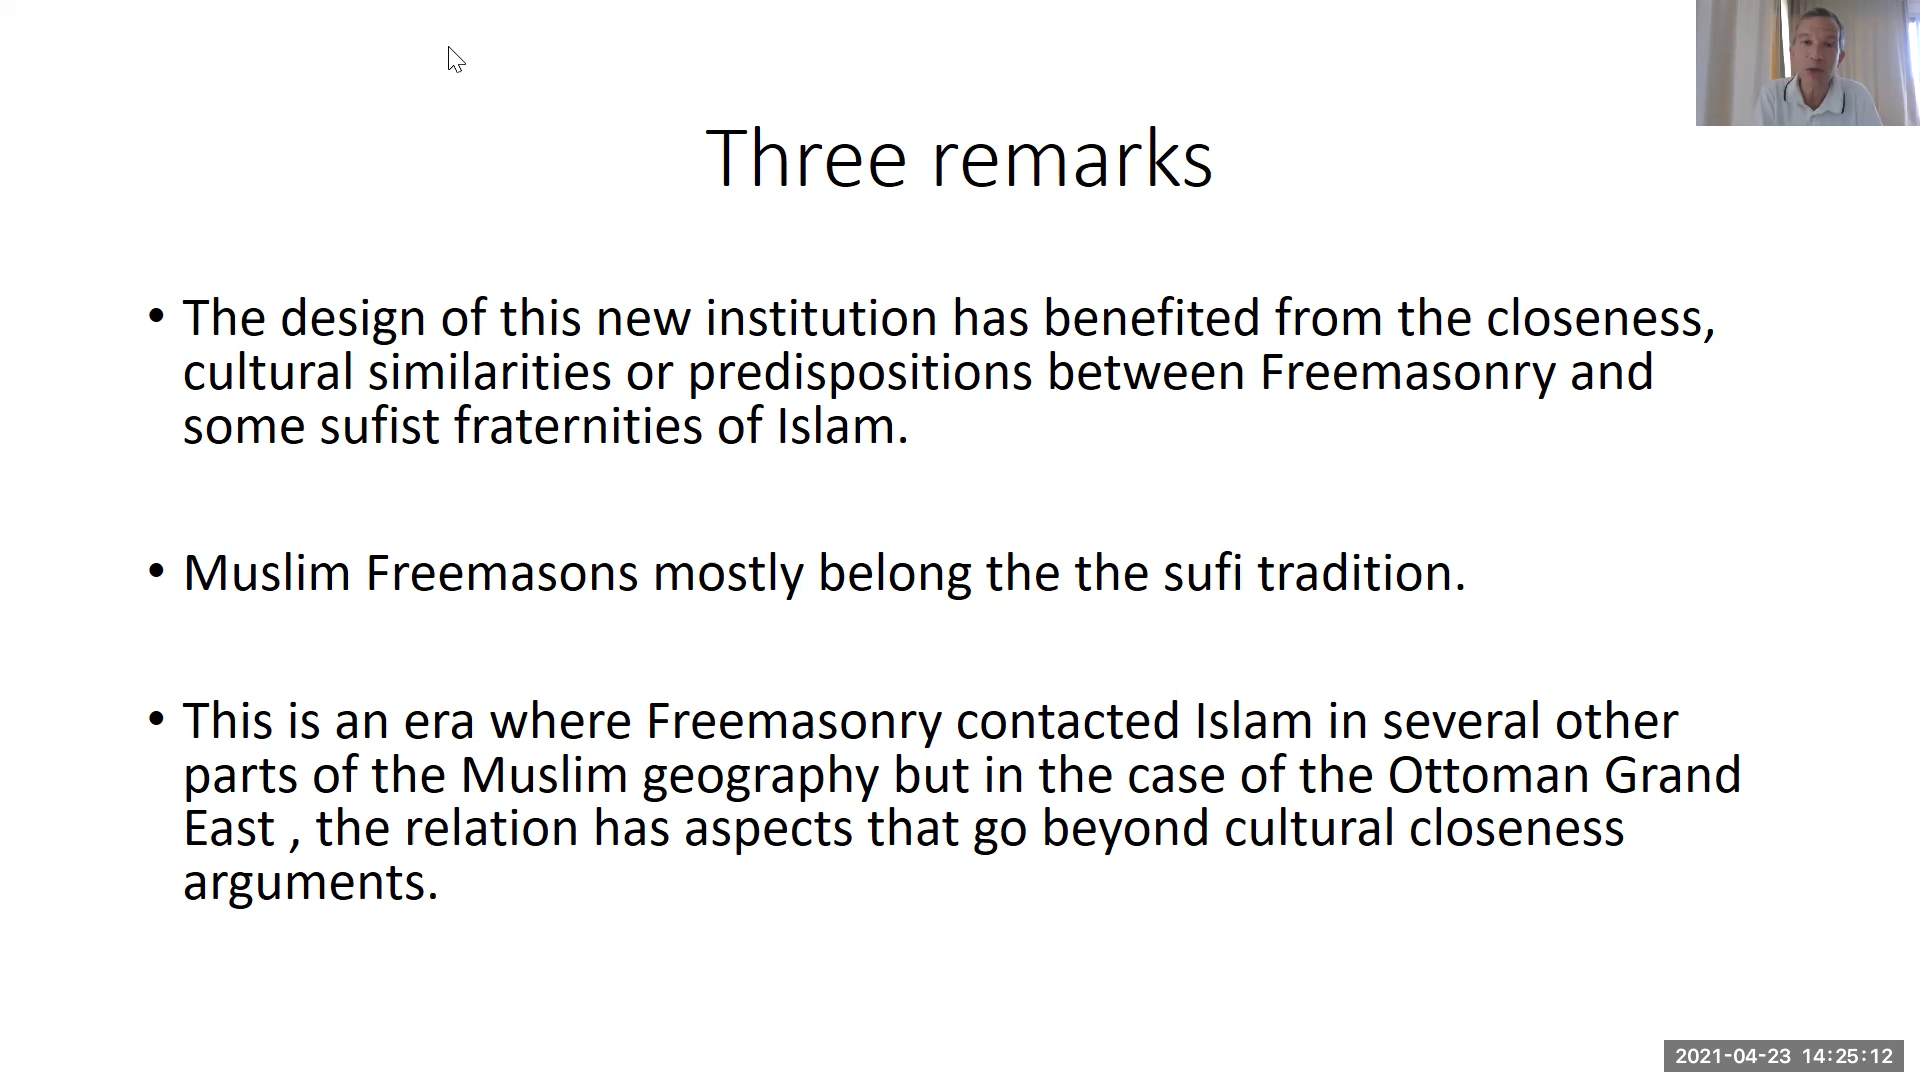 Three remarks
• The design of this new institution has benefited from the closeness,
cultural similarities or predispositions between Freemasonry and
some sufist fraternities of Islam.
• Muslim Freemasons mostly belong the the sufi tradition.
• This is an era where Freemasonry contacted Islam in several other
parts of the Muslim geography but in the case of the Ottoman Grand
East , the relation has aspects that go beyond cultural closeness
arguments.
2021-04-23 14:25:12